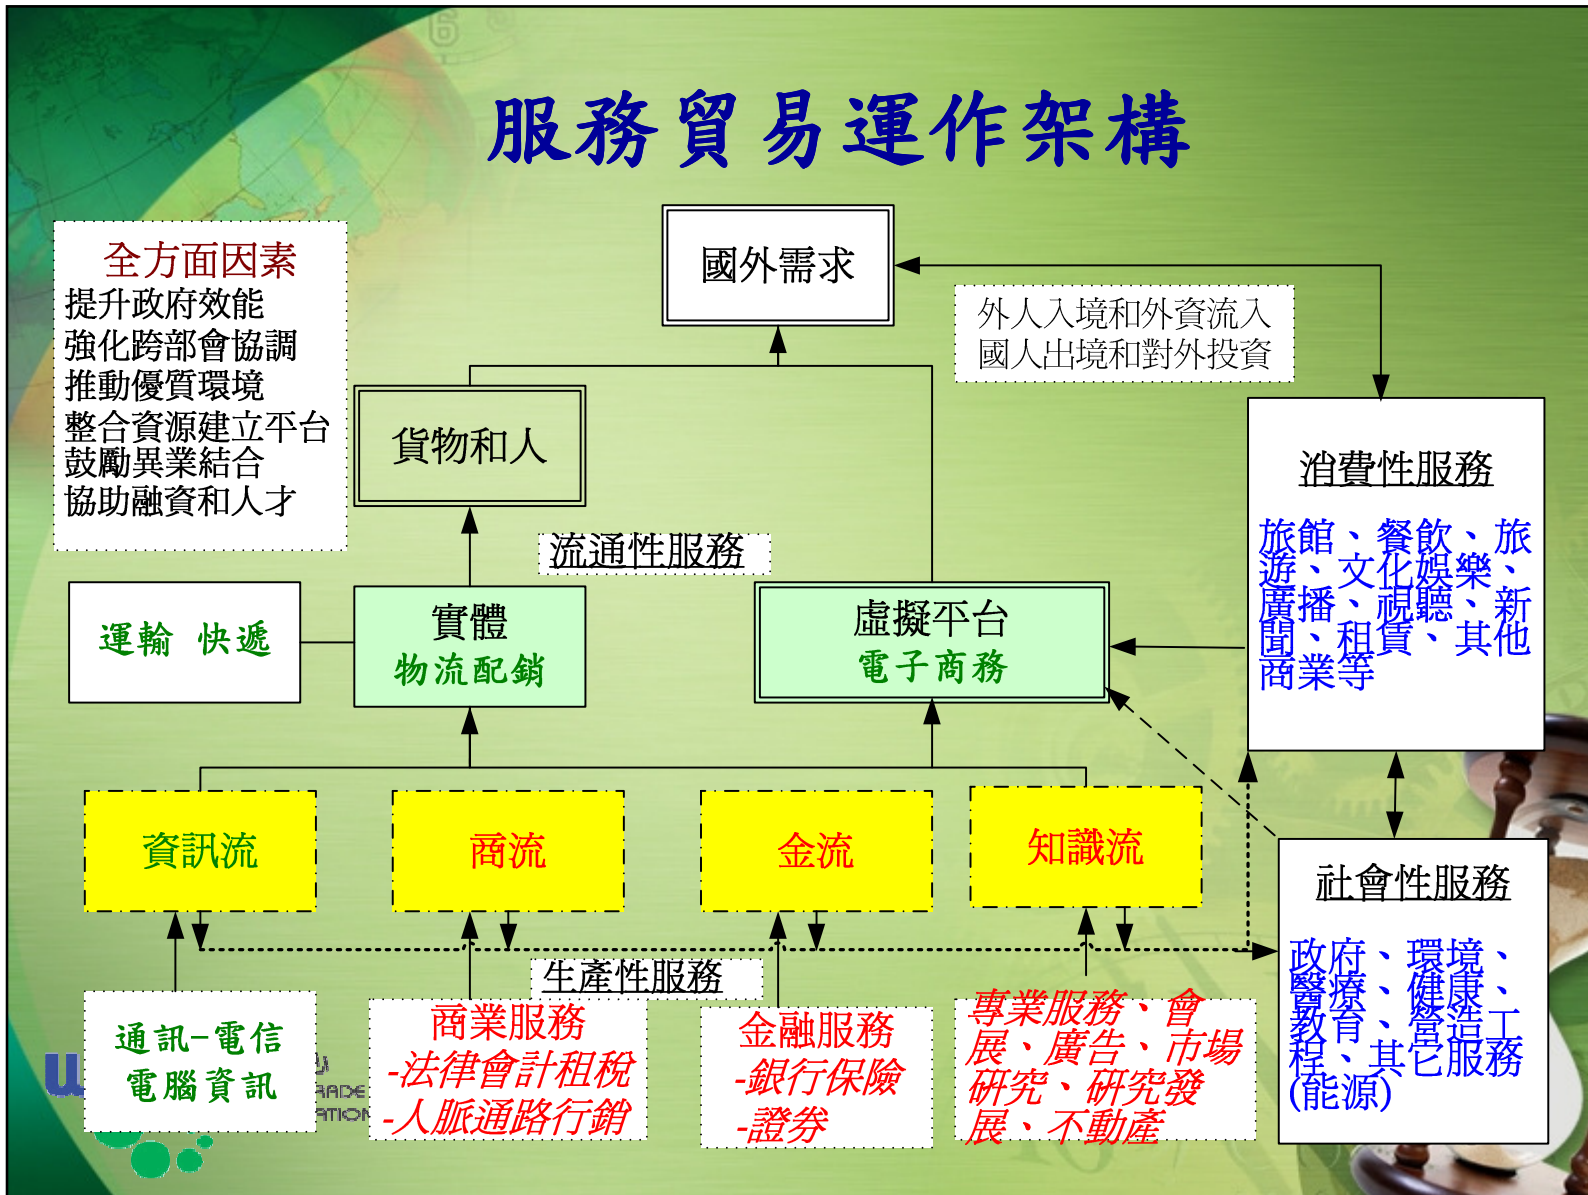 服務貿易運作架構
全方面因素
提升政府效能
強化跨部會協調
推動優質環境
整合資源建立平台
鼓勵異業結合
協助融資和人才
國外需求
外人入境和外資流入
國人出境和對外投資
貨物和人
流通性服務
消費性服務
旅館、餐飲、旅
遊、文化娛樂、
廣播、視聽、新
聞、租賃、其他
商業等
運輸 快遞
實體
物流配銷
虛擬平台
電子商務
資訊流
商流
金流
知識流
社會性服務
政府、環境、
醫療、健康、
教育、營造工
程、其它服務
(能源)
生產性服務
通訊-電信
電腦資訊
商業服務
-法律會計租稅
-人脈通路行銷
金融服務
-銀行保險
-證券
專業服務、會
展、廣告、市場
研究、研究發
展、不動產